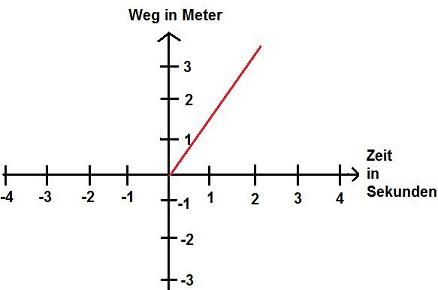 Weg in Meter
3
2
1
Zeit
in
Sekunden
-4 -3 -2 -1 1 2 3 4
-1
-2
-3